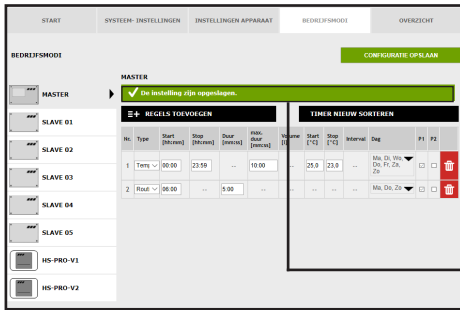 START SYSTEEM- INSTELLINGEN INSTELLINGEN APPARAAT BEDRIJFSMODI OVERZICHT
BEDRIJFSMODI
CONFIGURATIE OPSLAAN
MASTER
De instelling zijn opgeslagen.
REGELS TOEVOEGEN TIMER NIEUW SORTEREN
Nr. Type Start [hh:mm] Stop [hh:mm] Duur [mm:ss] max. duur [mm:ss] Volume [l] Start [°C] Stop [°C] Interval Dag P1 P2
1 Temp 00:00 23:59 -- 10:00 -- 25,0 23,0 -- Ma, Di, Wo, Do, Fr, Za, Zo
2 Rout 06:00 -- 5:00 -- -- -- -- -- Ma, Do, Zo
MASTER
SLAVE 01
SLAVE 02
SLAVE 03
SLAVE 04
SLAVE 05
HS-PRO-V1
HS-PRO-V2